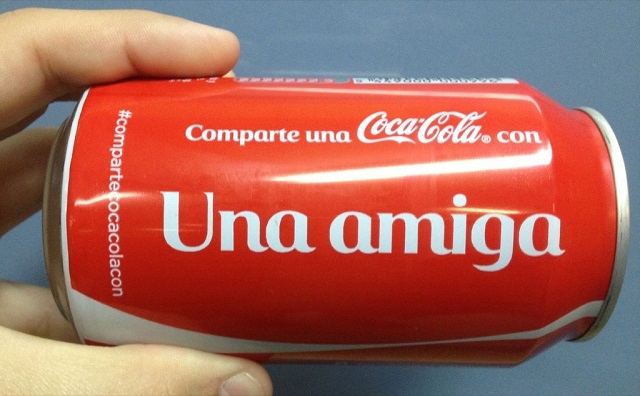 Comparte una Coca-Cola® con
Una amiga
#compartecocacolacon